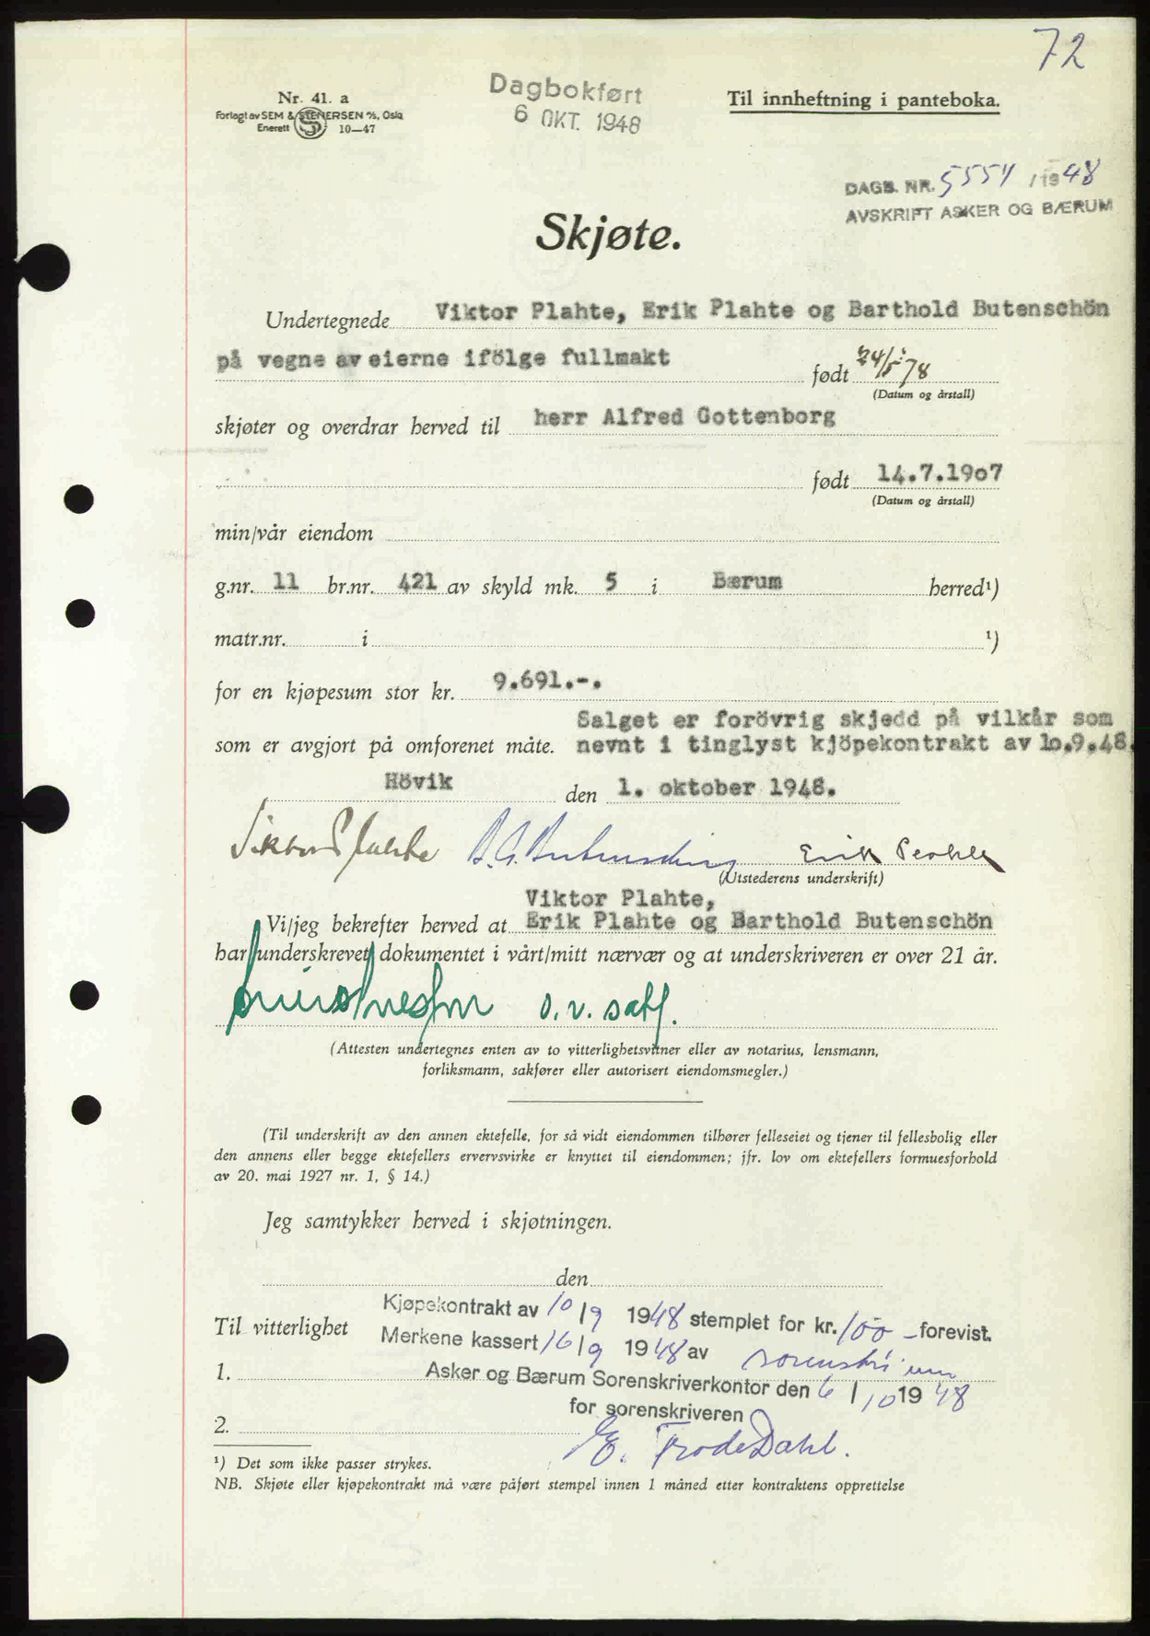 72
Nr. 41. a
Forlagt av SEM & STENERSEN A/S, Oslo
Enerett 10—47
Dagbokført
6 OKT. 1948
Til innheftning i panteboka.
DAGB. NR. 5551 /1948
AVSKRIFT ASKER OG BÆRUM
Skjøte.
Undertegnede Viktor Plahte, Erik Plahte og Barthold Butenschön
på vegne av eierne ifölge fullmakt født 24/5 78
(Datum og årstall)
skjøter og overdrar herved til herr Alfred Gottenborg
født 14.7.1907
(Datum og årstall)
min/vår eiendom
g.nr. 11 br.nr. 421 av skyld mk. 5 i Bærum herred¹)
matr.nr. i ¹)
for en kjøpesum stor kr. 9.691.-.
Salget er forövrig skjedd på vilkår som
som er avgjort på omforenet måte. nevnt i tinglyst kjöpekontrakt av 10.9.48.
Hövik den 1. oktober 1948.
Viktor Plahte B.A. Butenschön Erik Plahte
(Utstederens underskrift)
Viktor Plahte,
Vi/jeg bekrefter herved at Erik Plahte og Barthold Butenschön
har underskrevet dokumentet i vårt/mitt nærvær og at underskriveren er over 21 år.
o.r. sakf.
(Attesten undertegnes enten av to vitterlighetsvitner eller av notarius, lensmann,
forliksmann, sakfører eller autorisert eiendomsmegler.)
(Til underskrift av den annen ektefelle, for så vidt eiendommen tilhører felleseiet og tjener til fellesbolig eller
den annens eller begge ektefellers ervervsvirke er knyttet til eiendommen; jfr. lov om ektefellers formuesforhold
av 20. mai 1927 nr. 1, § 14.)
Jeg samtykker herved i skjøtningen.
den
Kjøpekontrakt av 10/9 1948 stemplet for kr. 100 - forevist.
Til vitterlighet
Merkene kassert 16/9 1948 av sorenskriveren
1.
Asker og Bærum Sorenskriverkontor den 6/10 1948
for sorenskriveren
2.
E. Frode Dahl.
¹) Det som ikke passer strykes.
NB. Skjøte eller kjøpekontrakt må være påført stempel innen 1 måned etter kontraktens opprettelse